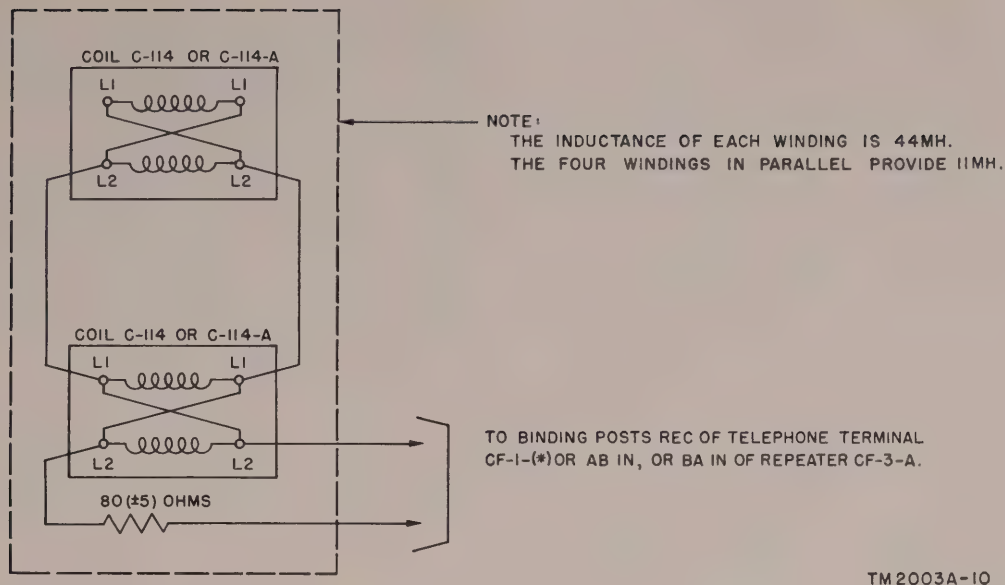 COIL C-114 OR C-114-A
L1 L1
L2 L2
NOTE:
THE INDUCTANCE OF EACH WINDING IS 44MH.
THE FOUR WINDINGS IN PARALLEL PROVIDE 11MH.
COIL C-114 OR C-114-A
L1 L1
L2 L2
80(±5) OHMS
TO BINDING POSTS REC OF TELEPHONE TERMINAL
CF-1-(*)OR AB IN, OR BA IN OF REPEATER CF-3-A.
TM2003A-10